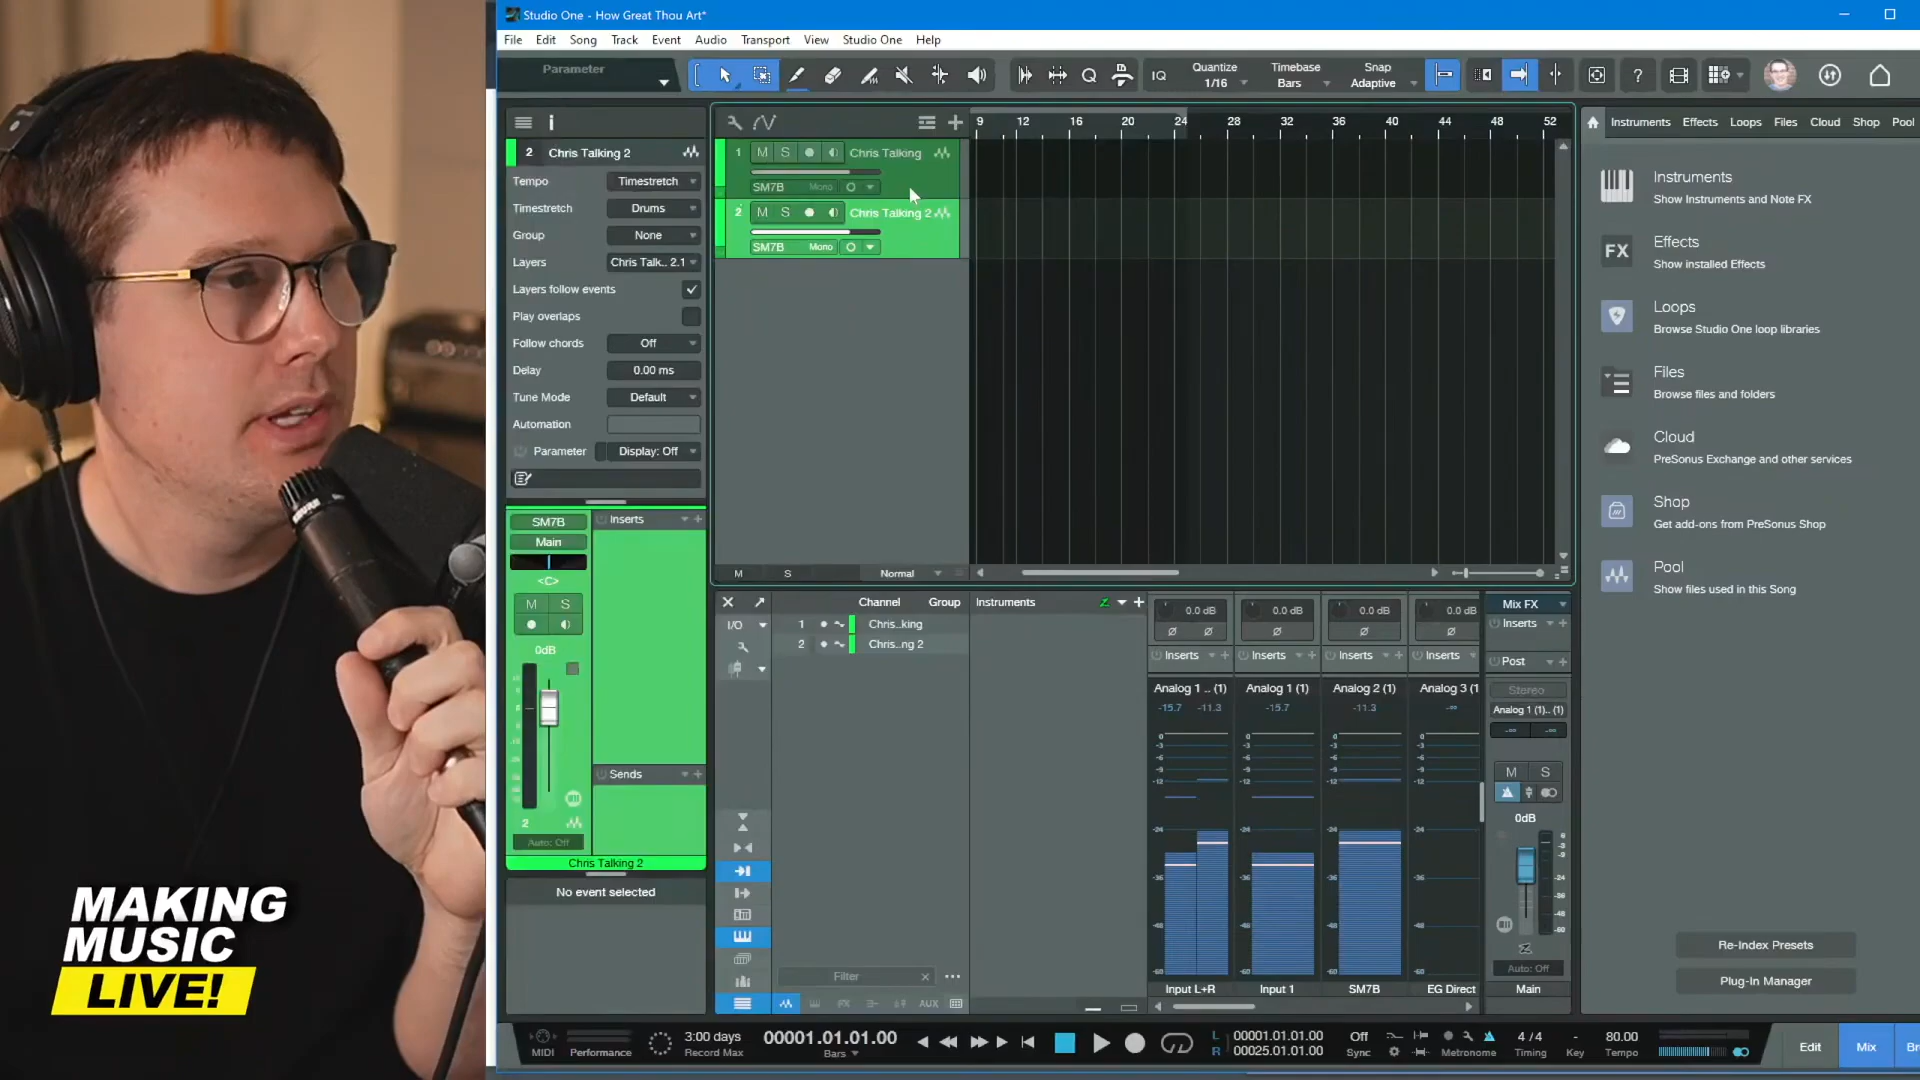 Studio One - How Great Thou Art*
File Edit Song Track Event Audio Transport View Studio One Help
Parameter
IQ
Quantize
1/16
Timebase
Bars
Snap
Adaptive
?
i
2 Chris Talking 2
Tempo Timestretch
Timestretch Drums
Group None
Layers Chris Talk.. 2.1
Layers follow events
Play overlaps
Follow chords Off
Delay 0.00 ms
Tune Mode Default
Automation
Parameter Display: Off
SM7B
Main
<C>
M S
0dB
2
Auto: Off
Inserts
Sends
Chris Talking 2
No event selected
9 12 16 20 24 28 32 36 40 44 48 52
1 M S Chris Talking
SM7B Mono
2 M S Chris Talking 2
SM7B Mono
M S Normal
Channel Group Instruments
I/O
1 Chris..king
2 Chris..ng 2
Filter
FX AUX
0.0 dB 0.0 dB 0.0 dB 0.0 dB
Inserts Inserts Inserts Inserts
Analog 1 .. (1) Analog 1 (1) Analog 2 (1) Analog 3 (1
-15.7 -11.3 -15.7 -11.3 -∞
Input L+R Input 1 SM7B EG Direct
Mix FX
Inserts
Post
Stereo
Analog 1 (1).. (1)
-∞ -∞
M S
0dB
Auto: Off
Main
Instruments Effects Loops Files Cloud Shop Pool
Instruments
Show Instruments and Note FX
FX
Effects
Show installed Effects
Loops
Show Studio One loop libraries
Files
Browse files and folders
Cloud
PreSonus Exchange and other services
Shop
Get add-ons from PreSonus Shop
Pool
Show files used in this Song
Re-Index Presets
Plug-In Manager
MIDI
Performance
3:00 days
Record Max
00001.01.01.00
Bars
L 00001.01.01.00
R 00025.01.01.00
Off
Sync
Metronome
4 / 4
Timing
-
Key
80.00
Tempo
Edit Mix Br
SHURE
MAKING
MUSIC
LIVE!